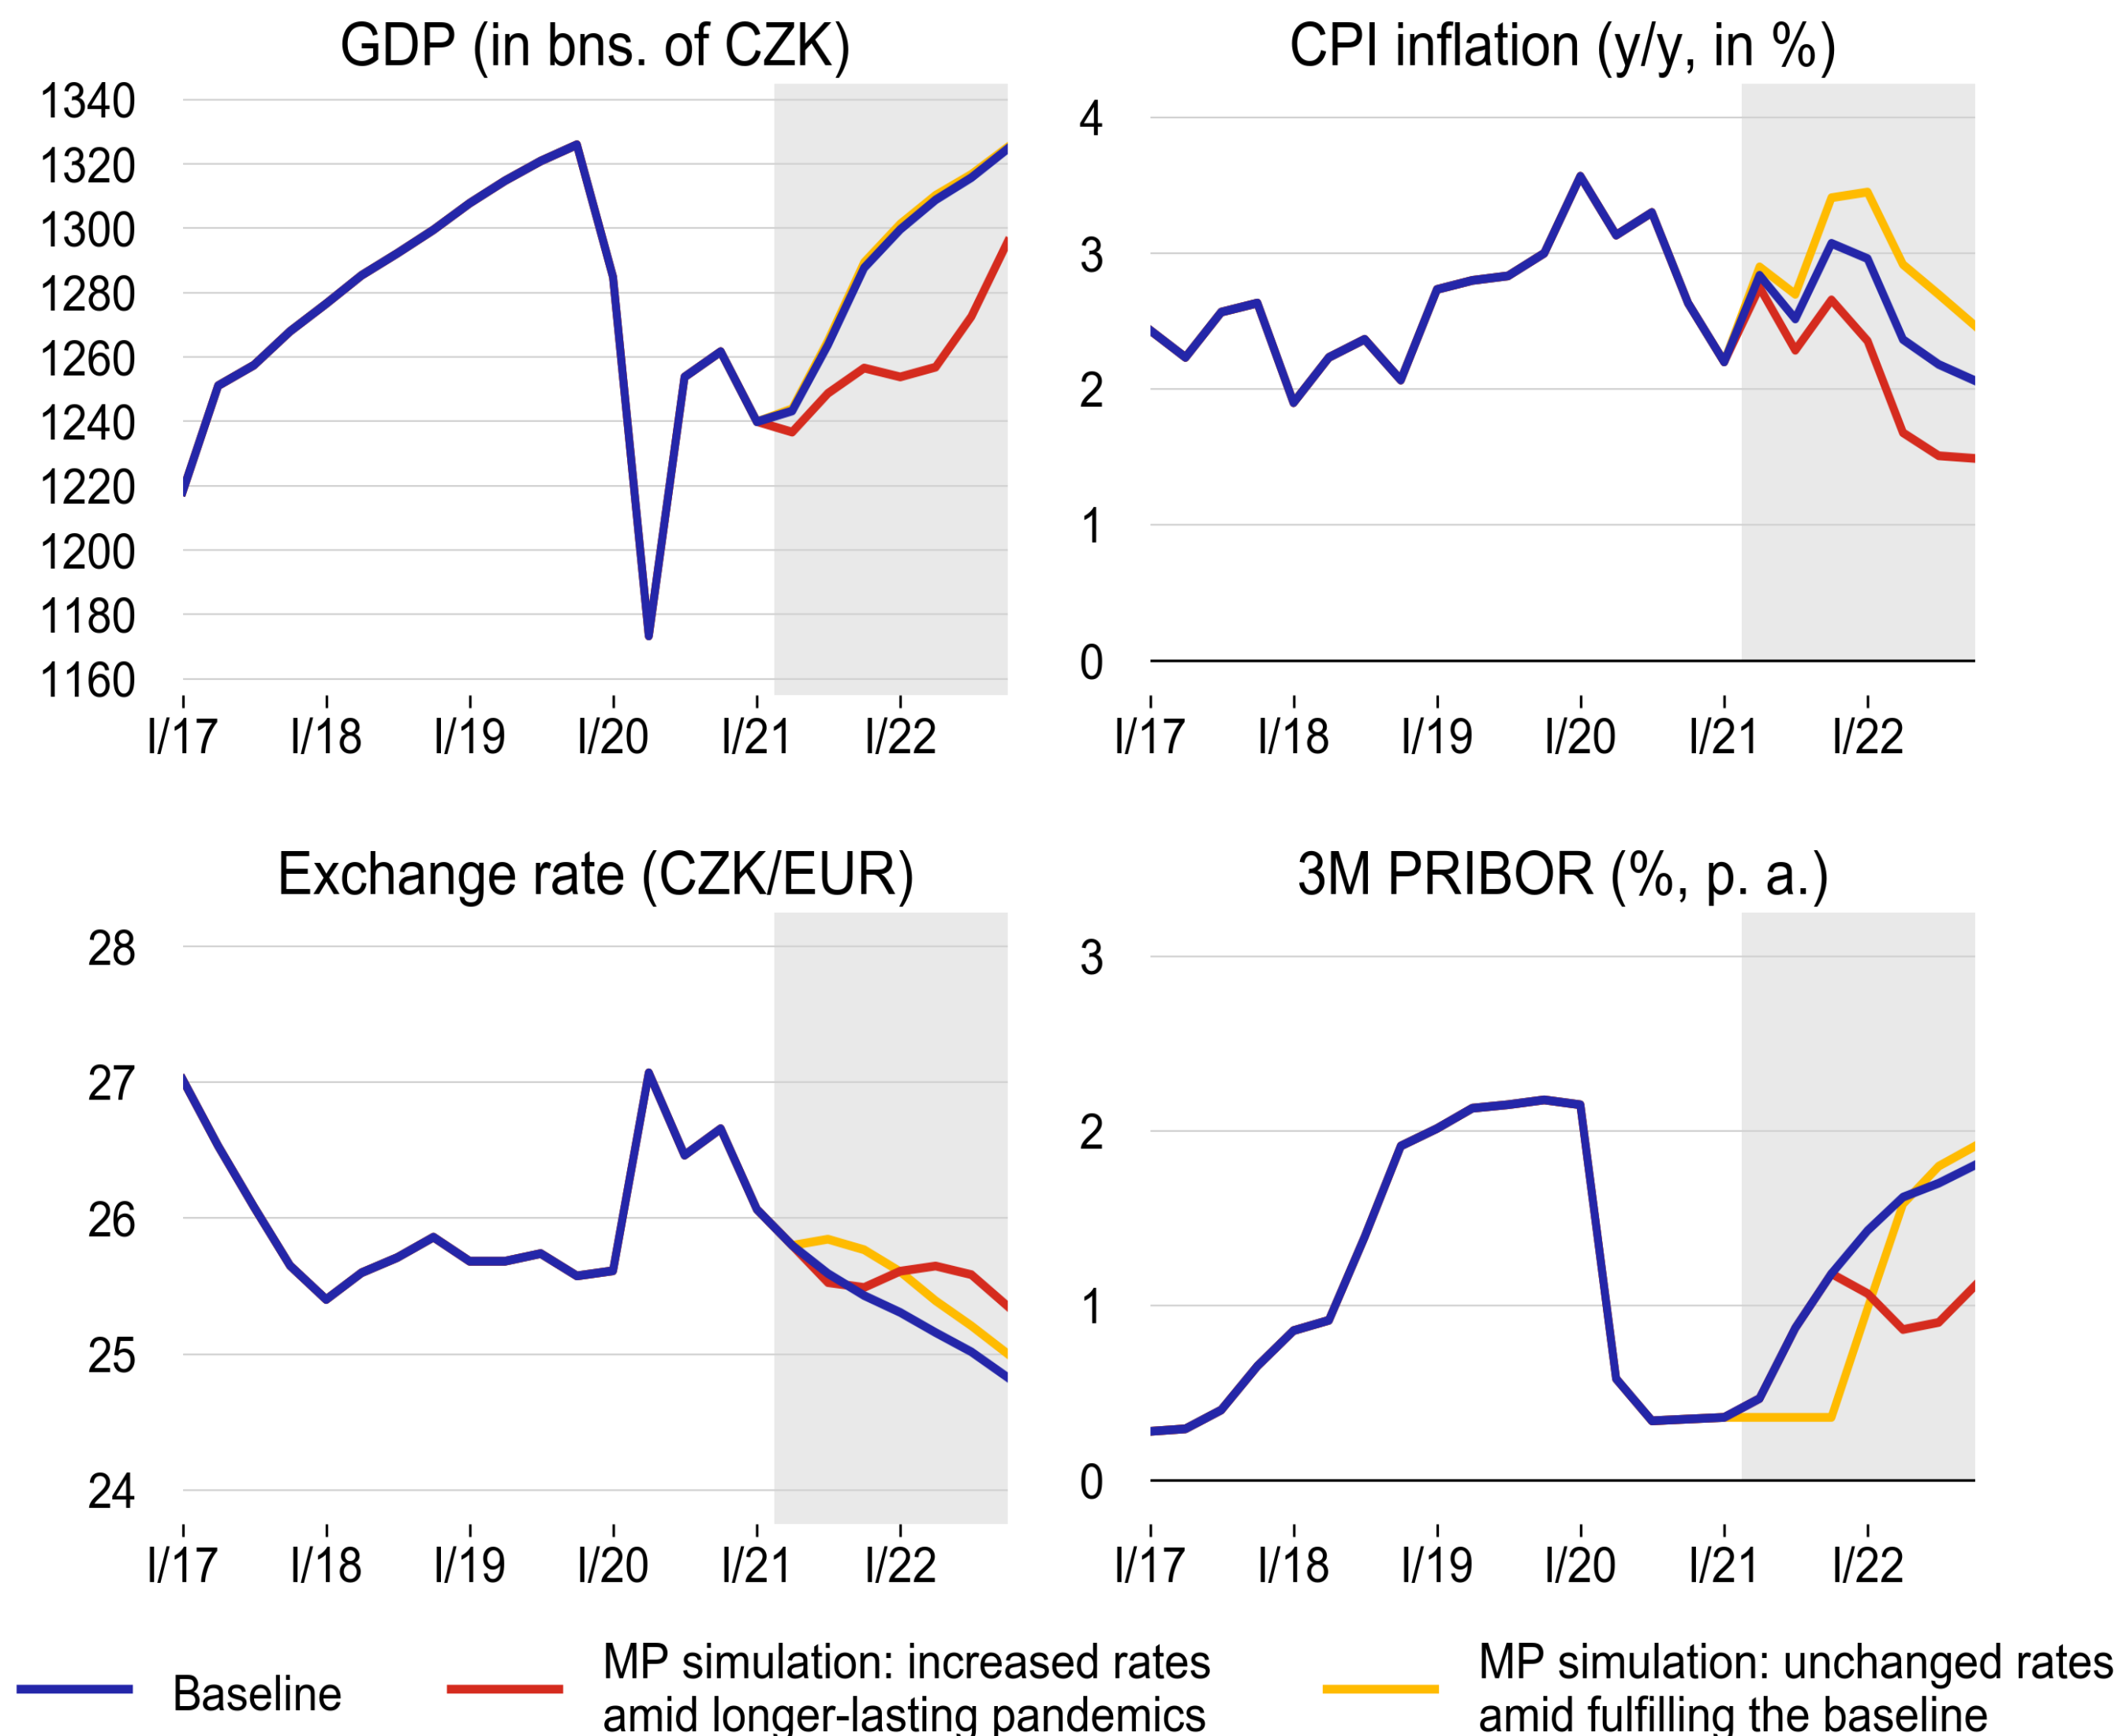 GDP (in bns. of CZK)
1340
1320
1300
1280
1260
1240
1220
1200
1180
1160
I/17 I/18 I/19 I/20 I/21 I/22
CPI inflation (y/y, in %)
4
3
2
1
0
I/17 I/18 I/19 I/20 I/21 I/22
Exchange rate (CZK/EUR)
28
27
26
25
24
I/17 I/18 I/19 I/20 I/21 I/22
3M PRIBOR (%, p. a.)
3
2
1
0
I/17 I/18 I/19 I/20 I/21 I/22
Baseline
MP simulation: increased rates
amid longer-lasting pandemics
MP simulation: unchanged rates
amid fulfilling the baseline